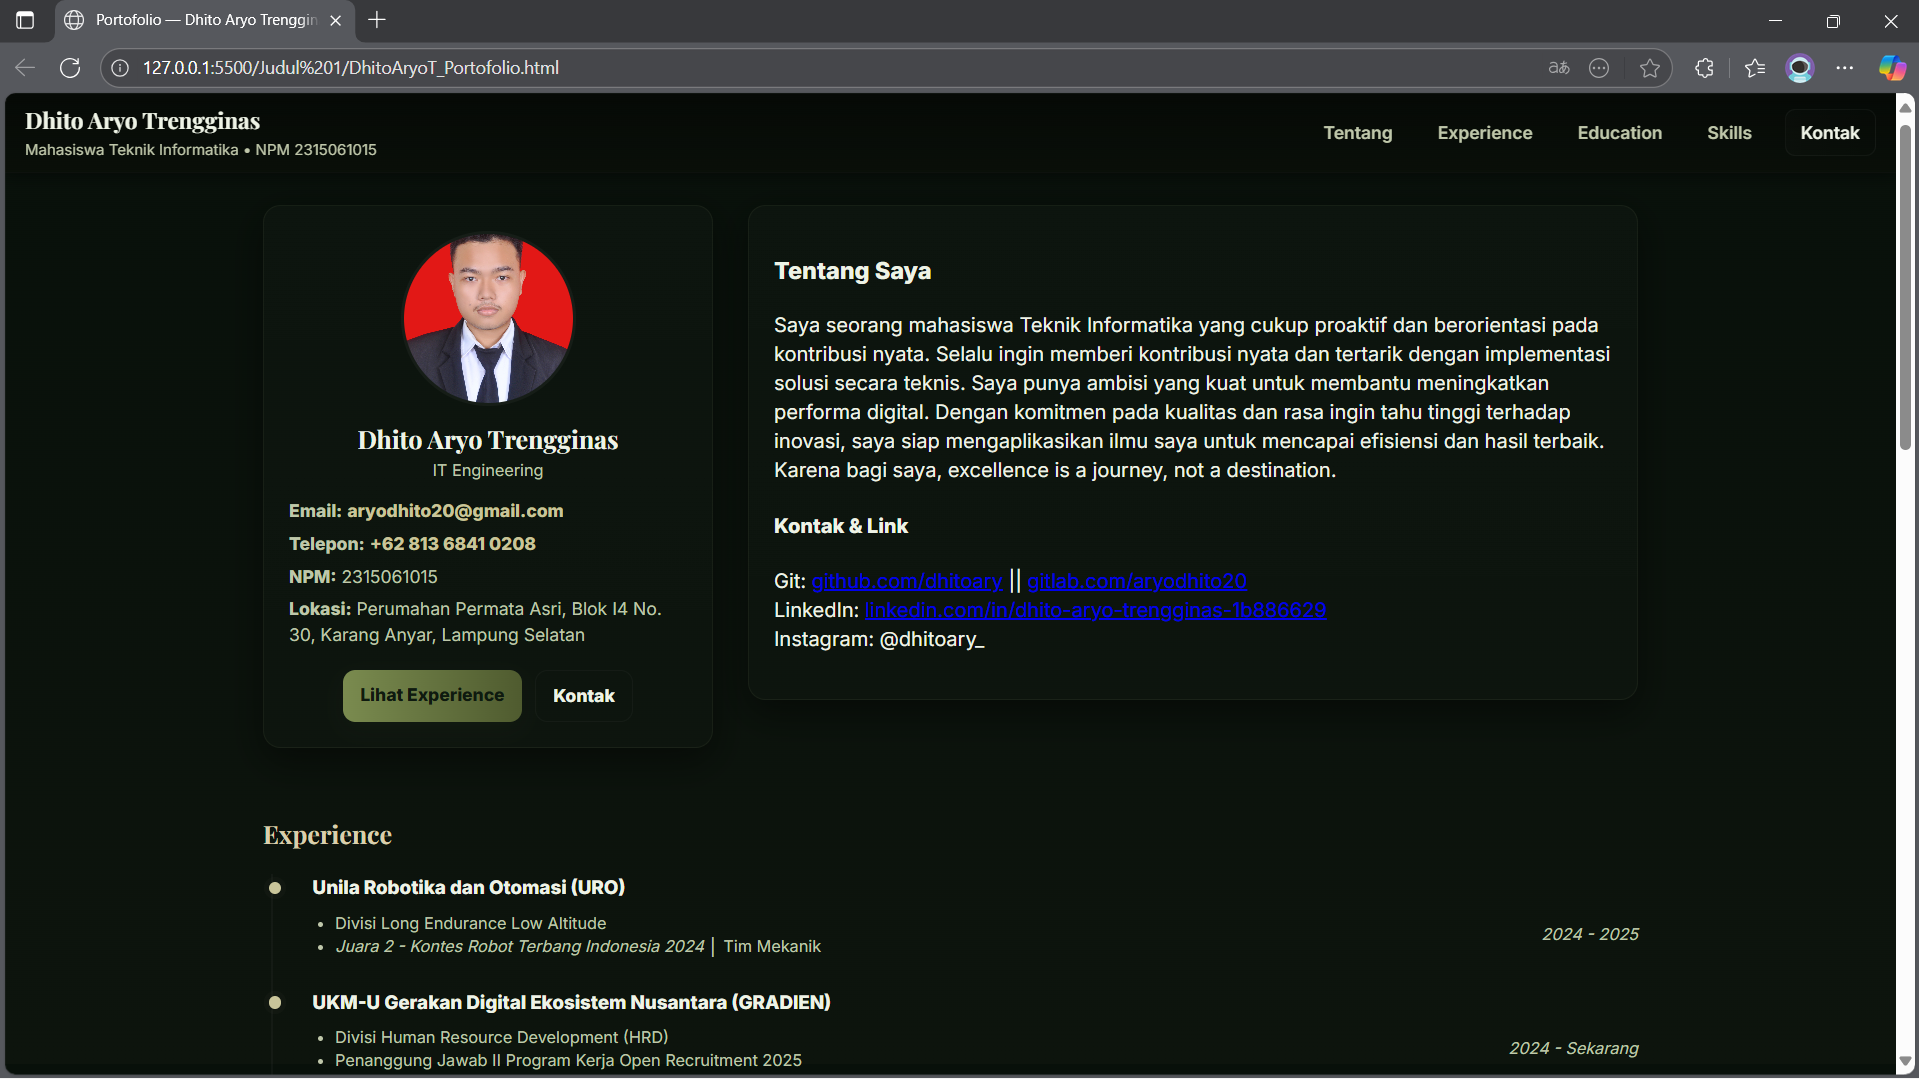 Portofolio — Dhito Aryo Trenggin
127.0.0.1:5500/Judul%201/DhitoAryoT_Portofolio.html
aあ
Dhito Aryo Trengginas
Mahasiswa Teknik Informatika • NPM 2315061015
Tentang
Experience
Education
Skills
Kontak
Dhito Aryo Trengginas
IT Engineering
Email: aryodhito20@gmail.com
Telepon: +62 813 6841 0208
NPM: 2315061015
Lokasi: Perumahan Permata Asri, Blok I4 No.
30, Karang Anyar, Lampung Selatan
Lihat Experience
Kontak
Tentang Saya
Saya seorang mahasiswa Teknik Informatika yang cukup proaktif dan berorientasi pada
kontribusi nyata. Selalu ingin memberi kontribusi nyata dan tertarik dengan implementasi
solusi secara teknis. Saya punya ambisi yang kuat untuk membantu meningkatkan
performa digital. Dengan komitmen pada kualitas dan rasa ingin tahu tinggi terhadap
inovasi, saya siap mengaplikasikan ilmu saya untuk mencapai efisiensi dan hasil terbaik.
Karena bagi saya, excellence is a journey, not a destination.
Kontak & Link
Git: github.com/dhitoary || gitlab.com/aryodhito20
LinkedIn: linkedin.com/in/dhito-aryo-trengginas-1b886629
Instagram: @dhitoary_
Experience
Unila Robotika dan Otomasi (URO)
• Divisi Long Endurance Low Altitude
• Juara 2 - Kontes Robot Terbang Indonesia 2024 | Tim Mekanik
2024 - 2025
UKM-U Gerakan Digital Ekosistem Nusantara (GRADIEN)
• Divisi Human Resource Development (HRD)
• Penanggung Jawab II Program Kerja Open Recruitment 2025
2024 - Sekarang